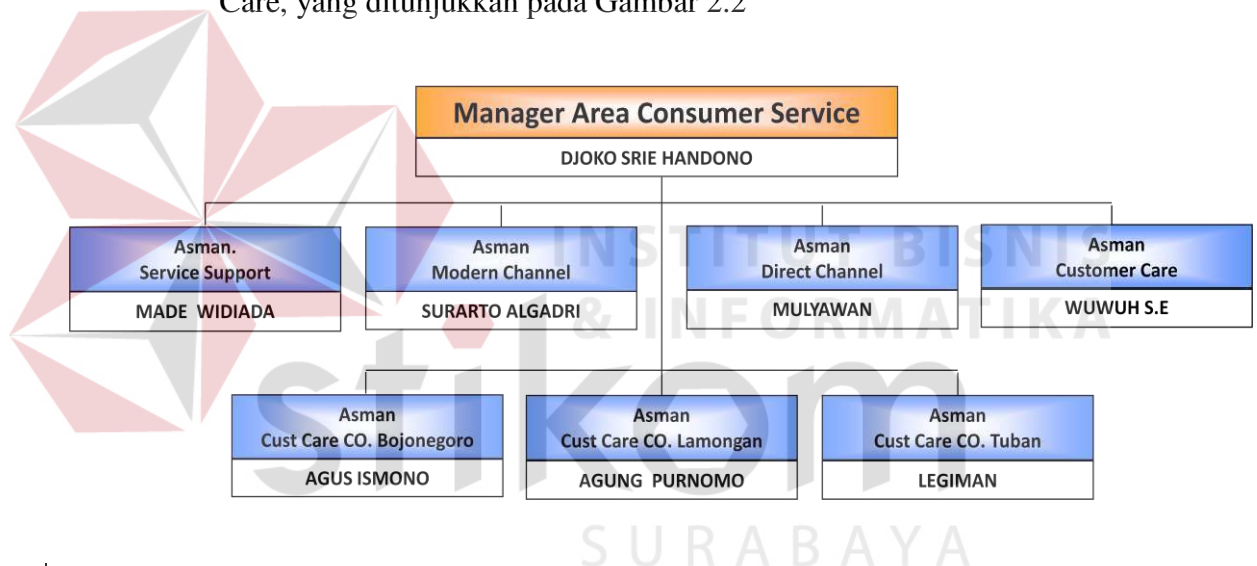 Care, yang ditunjukkan pada Gambar 2.2
Manager Area Consumer Service
DJOKO SRIE HANDONO
Asman.
Service Support
MADE WIDIADA
Asman
Modern Channel
SURARTO ALGADRI
Asman
Direct Channel
MULYAWAN
Asman
Customer Care
WUWUH S.E
INSTITUT BISNIS
& INFORMATIKA
stikom
SURABAYA
Asman
Cust Care CO. Bojonegoro
AGUS ISMONO
Asman
Cust Care CO. Lamongan
AGUNG PURNOMO
Asman
Cust Care CO. Tuban
LEGIMAN